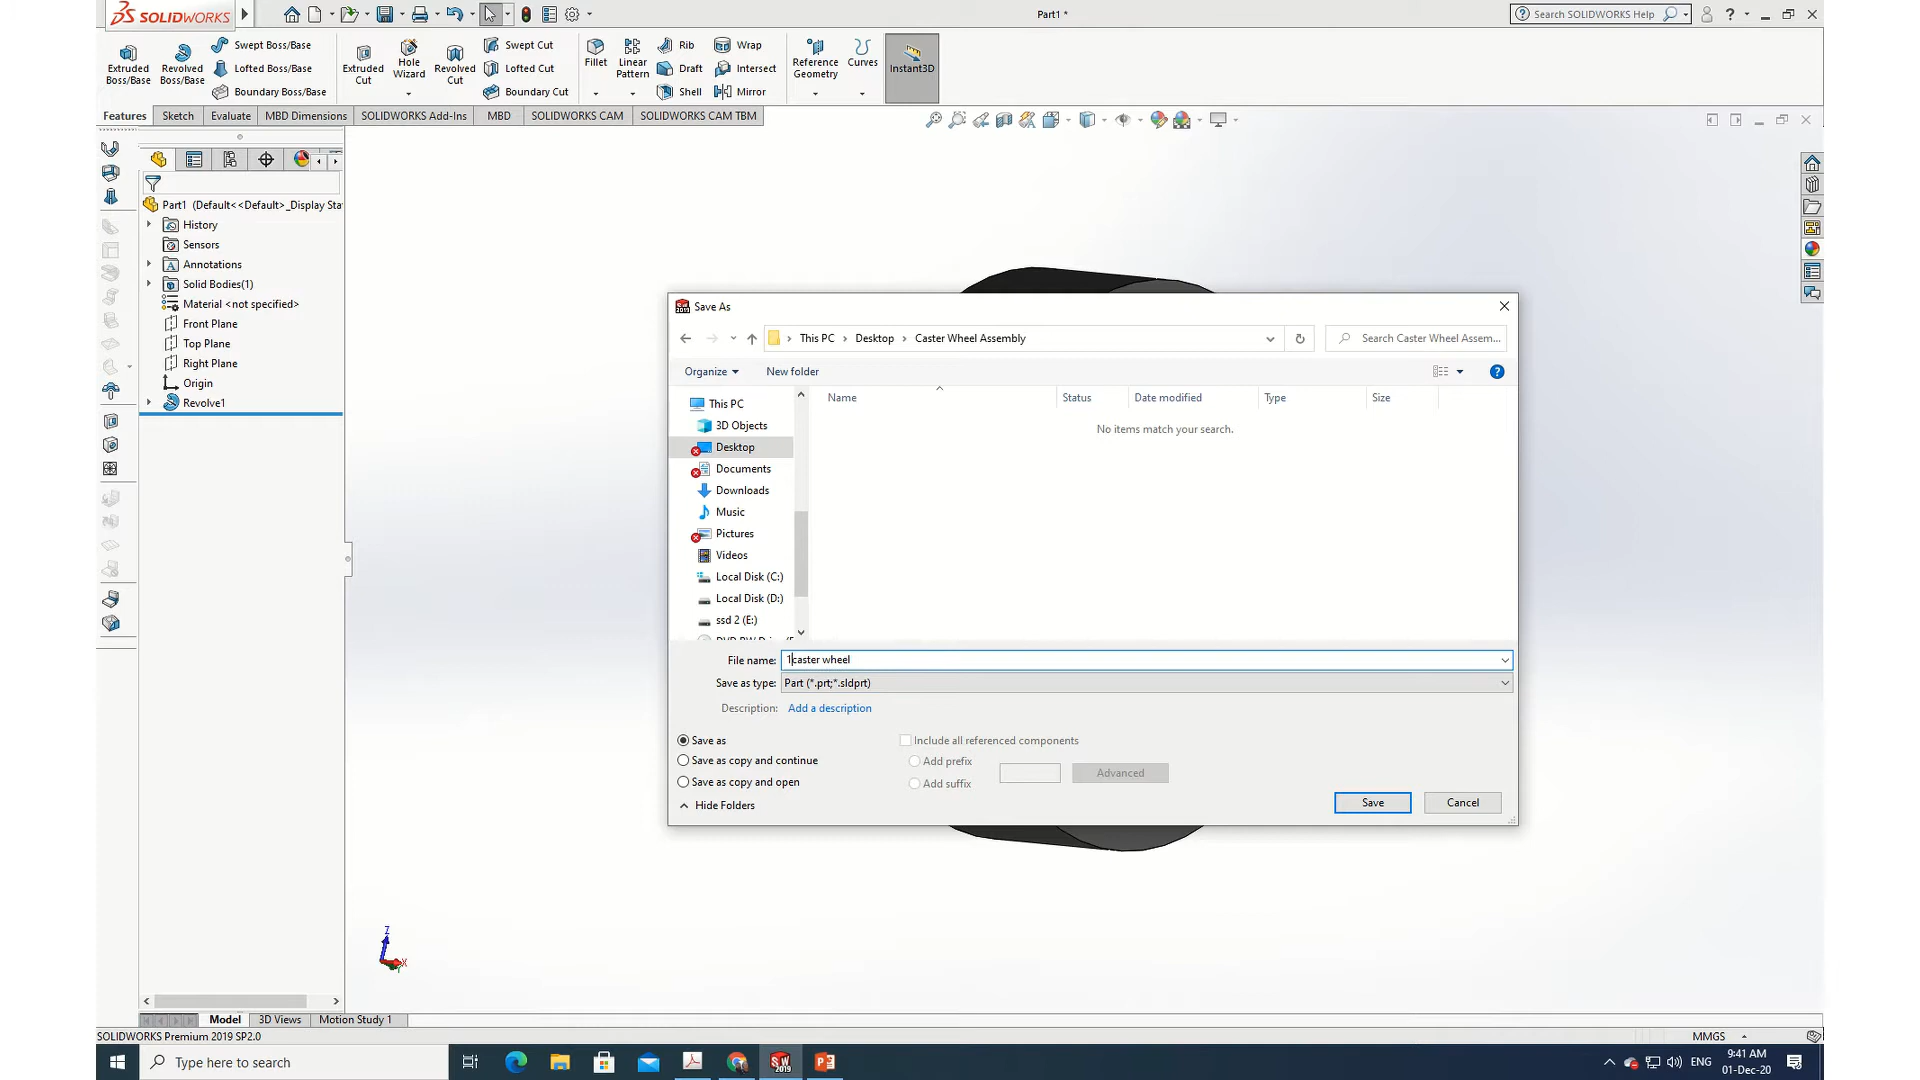 SOLIDWORKS
Part1 *
Search SOLIDWORKS Help
Extruded Boss/Base
Revolved Boss/Base
Swept Boss/Base
Lofted Boss/Base
Boundary Boss/Base
Extruded Cut
Hole Wizard
Revolved Cut
Swept Cut
Lofted Cut
Boundary Cut
Fillet
Linear Pattern
Rib
Draft
Shell
Wrap
Intersect
Mirror
Reference Geometry
Curves
Instant3D
Features
Sketch
Evaluate
MBD Dimensions
SOLIDWORKS Add-Ins
MBD
SOLIDWORKS CAM
SOLIDWORKS CAM TBM
Part1 (Default<<Default>_Display Sta
History
Sensors
Annotations
Solid Bodies(1)
Material <not specified>
Front Plane
Top Plane
Right Plane
Origin
Revolve1
Save As
This PC
Desktop
Caster Wheel Assembly
Search Caster Wheel Assem...
Organize
New folder
Name
Status
Date modified
Type
Size
No items match your search.
This PC
3D Objects
Desktop
Documents
Downloads
Music
Pictures
Videos
Local Disk (C:)
Local Disk (D:)
ssd 2 (E:)
File name: 1caster wheel
Save as type: Part (*.prt;*.sldprt)
Description: Add a description
Save as
Save as copy and continue
Save as copy and open
Include all referenced components
Add prefix
Add suffix
Advanced
Hide Folders
Save
Cancel
Z
X
Model
3D Views
Motion Study 1
SOLIDWORKS Premium 2019 SP2.0
MMGS
Type here to search
ENG
9:41 AM
01-Dec-20